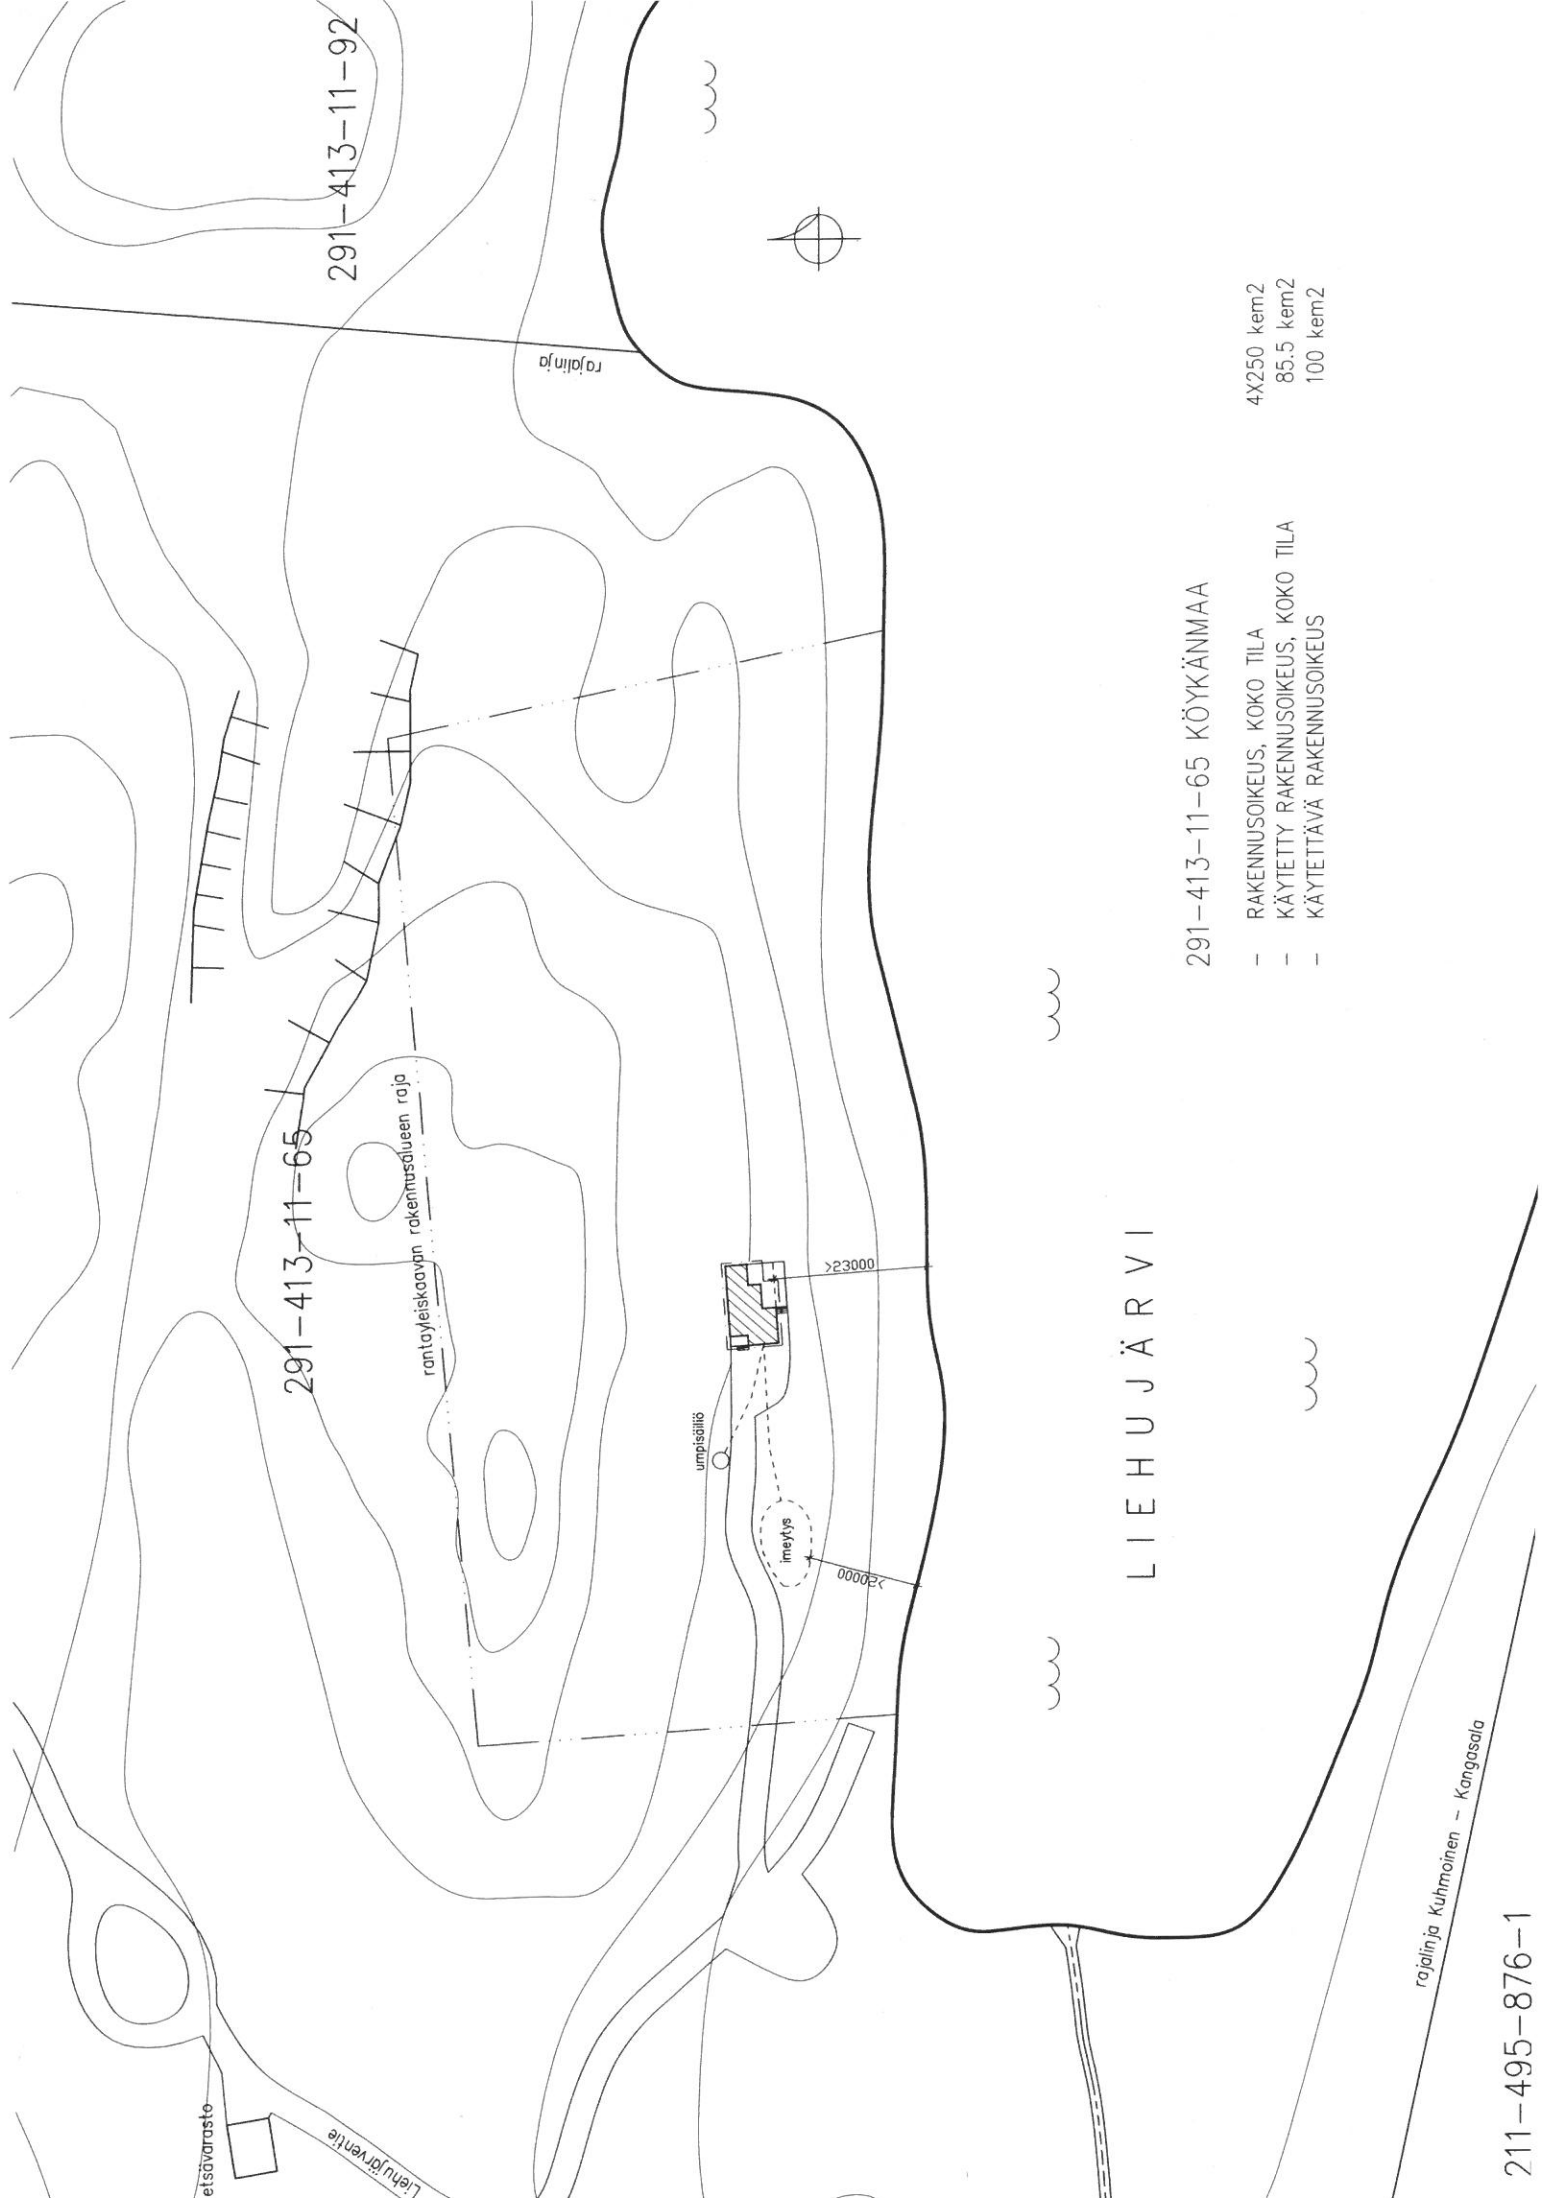 291-413-11-92
rajalinja
291-413-11-65
rantayleiskaavan rakennusalueen raja
umpisäiliö
imeytys
>23000
>20000
etsävarasto
Liehujärventie
LIEHUJÄRVI
291-413-11-65 KÖYKÄNMAA
- RAKENNUSOIKEUS, KOKO TILA 4X250 kem2
- KÄYTETTY RAKENNUSOIKEUS, KOKO TILA 85.5 kem2
- KÄYTETTÄVÄ RAKENNUSOIKEUS 100 kem2
rajalinja Kuhmoinen - Kangasala
211-495-876-1